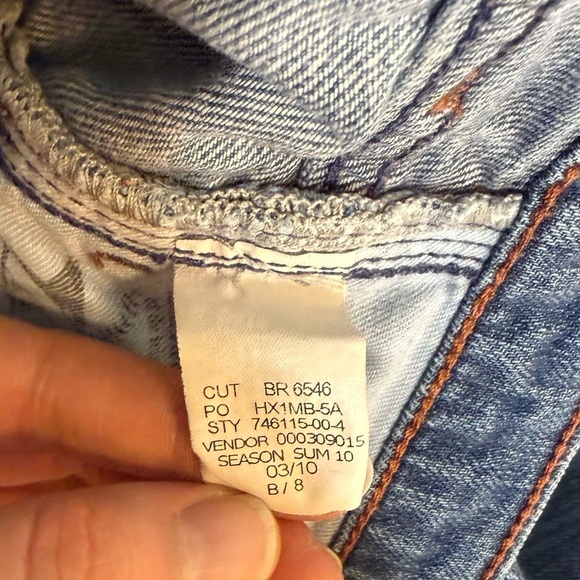 CUT BR 6546
PO HX1MB-5A
STY 746115-00-4
VENDOR 000309015
SEASON SUM 10
03/10
B / 8